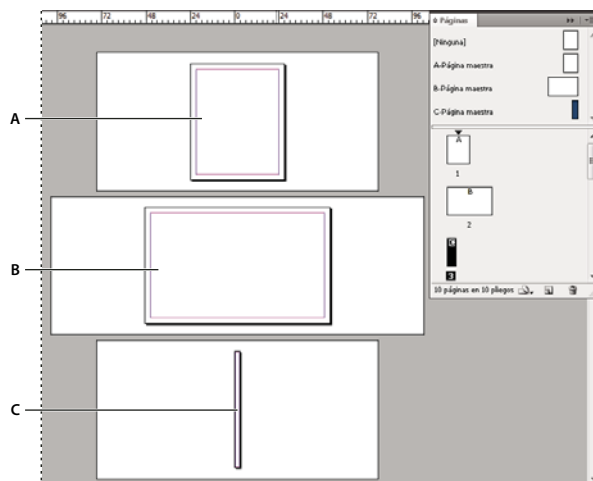 96 72 48 24 0 24 48 72 96
Páginas
[Ninguna]
A-Página maestra
B-Página maestra
C-Página maestra
A
1
B
2
C
3
10 páginas en 10 pliegos
A
B
C